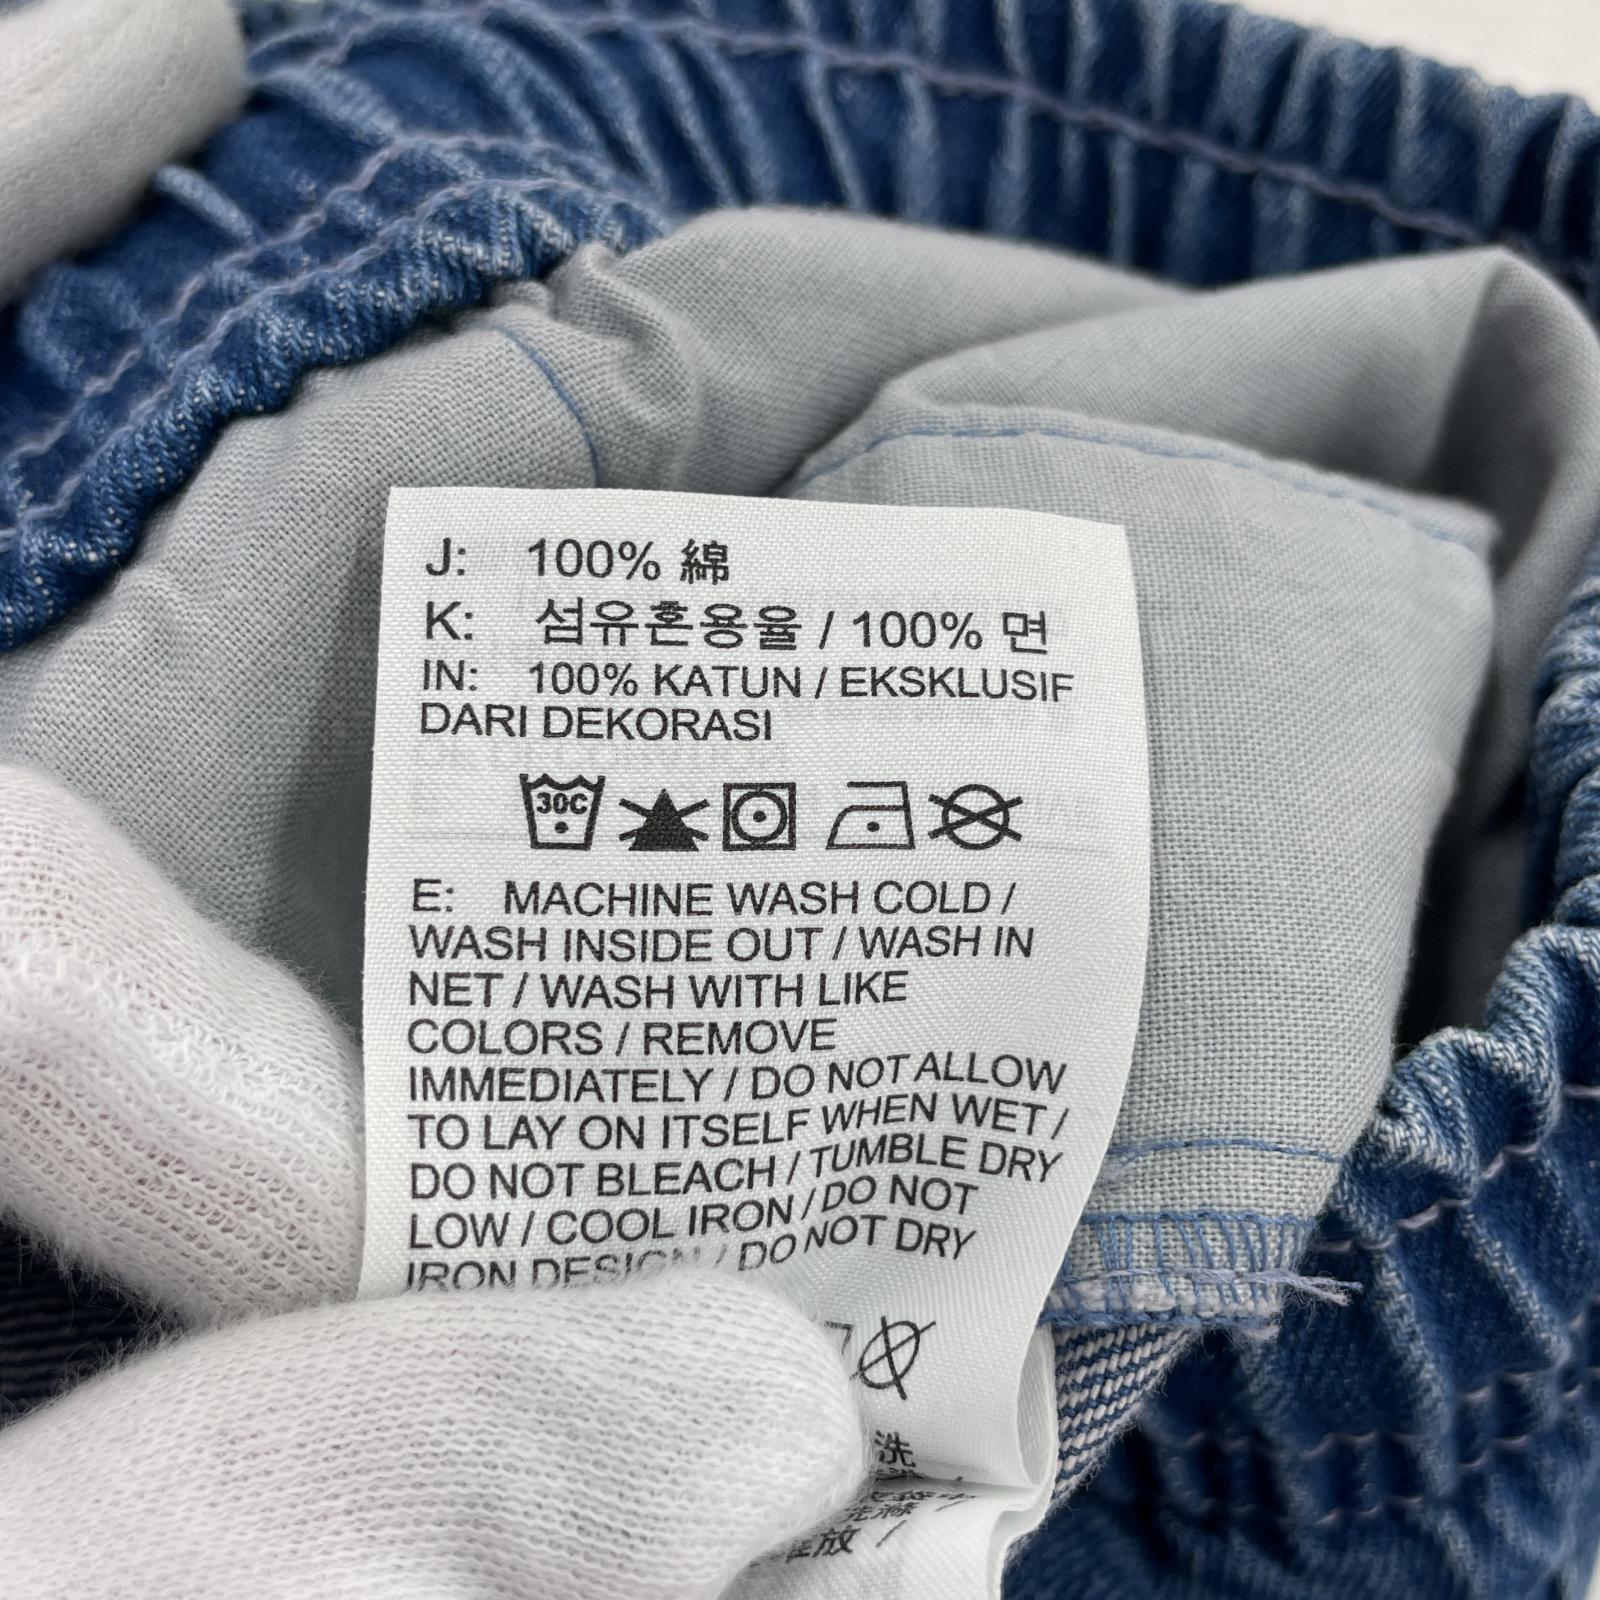 J: 100% 綿
K: 섬유혼용율 / 100% 면
IN: 100% KATUN / EKSKLUSIF
DARI DEKORASI
30C
E: MACHINE WASH COLD /
WASH INSIDE OUT / WASH IN
NET / WASH WITH LIKE
COLORS / REMOVE
IMMEDIATELY / DO NOT ALLOW
TO LAY ON ITSELF WHEN WET /
DO NOT BLEACH / TUMBLE DRY
LOW / COOL IRON / DO NOT
IRON DESIGN / DO NOT DRY
洗
放 /